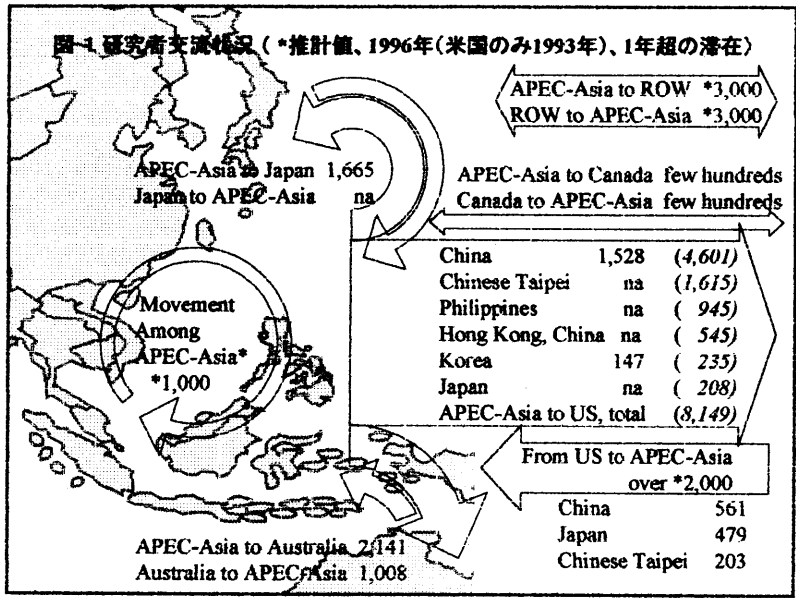 図 1 研究者交流状況 ( *推計値、1996年(米国のみ1993年)、1年超の滞在)
APEC-Asia to ROW *3,000
ROW to APEC-Asia *3,000
APEC-Asia to Japan 1,665
Japan to APEC-Asia na
APEC-Asia to Canada few hundreds
Canada to APEC-Asia few hundreds
China 1,528 (4,601)
Chinese Taipei na (1,615)
Philippines na ( 945)
Hong Kong, China na ( 545)
Korea 147 ( 235)
Japan na ( 208)
APEC-Asia to US, total (8,149)
Movement
Among
APEC-Asia*
*1,000
From US to APEC-Asia
over *2,000
China 561
Japan 479
Chinese Taipei 203
APEC-Asia to Australia 2,141
Australia to APEC-Asia 1,008